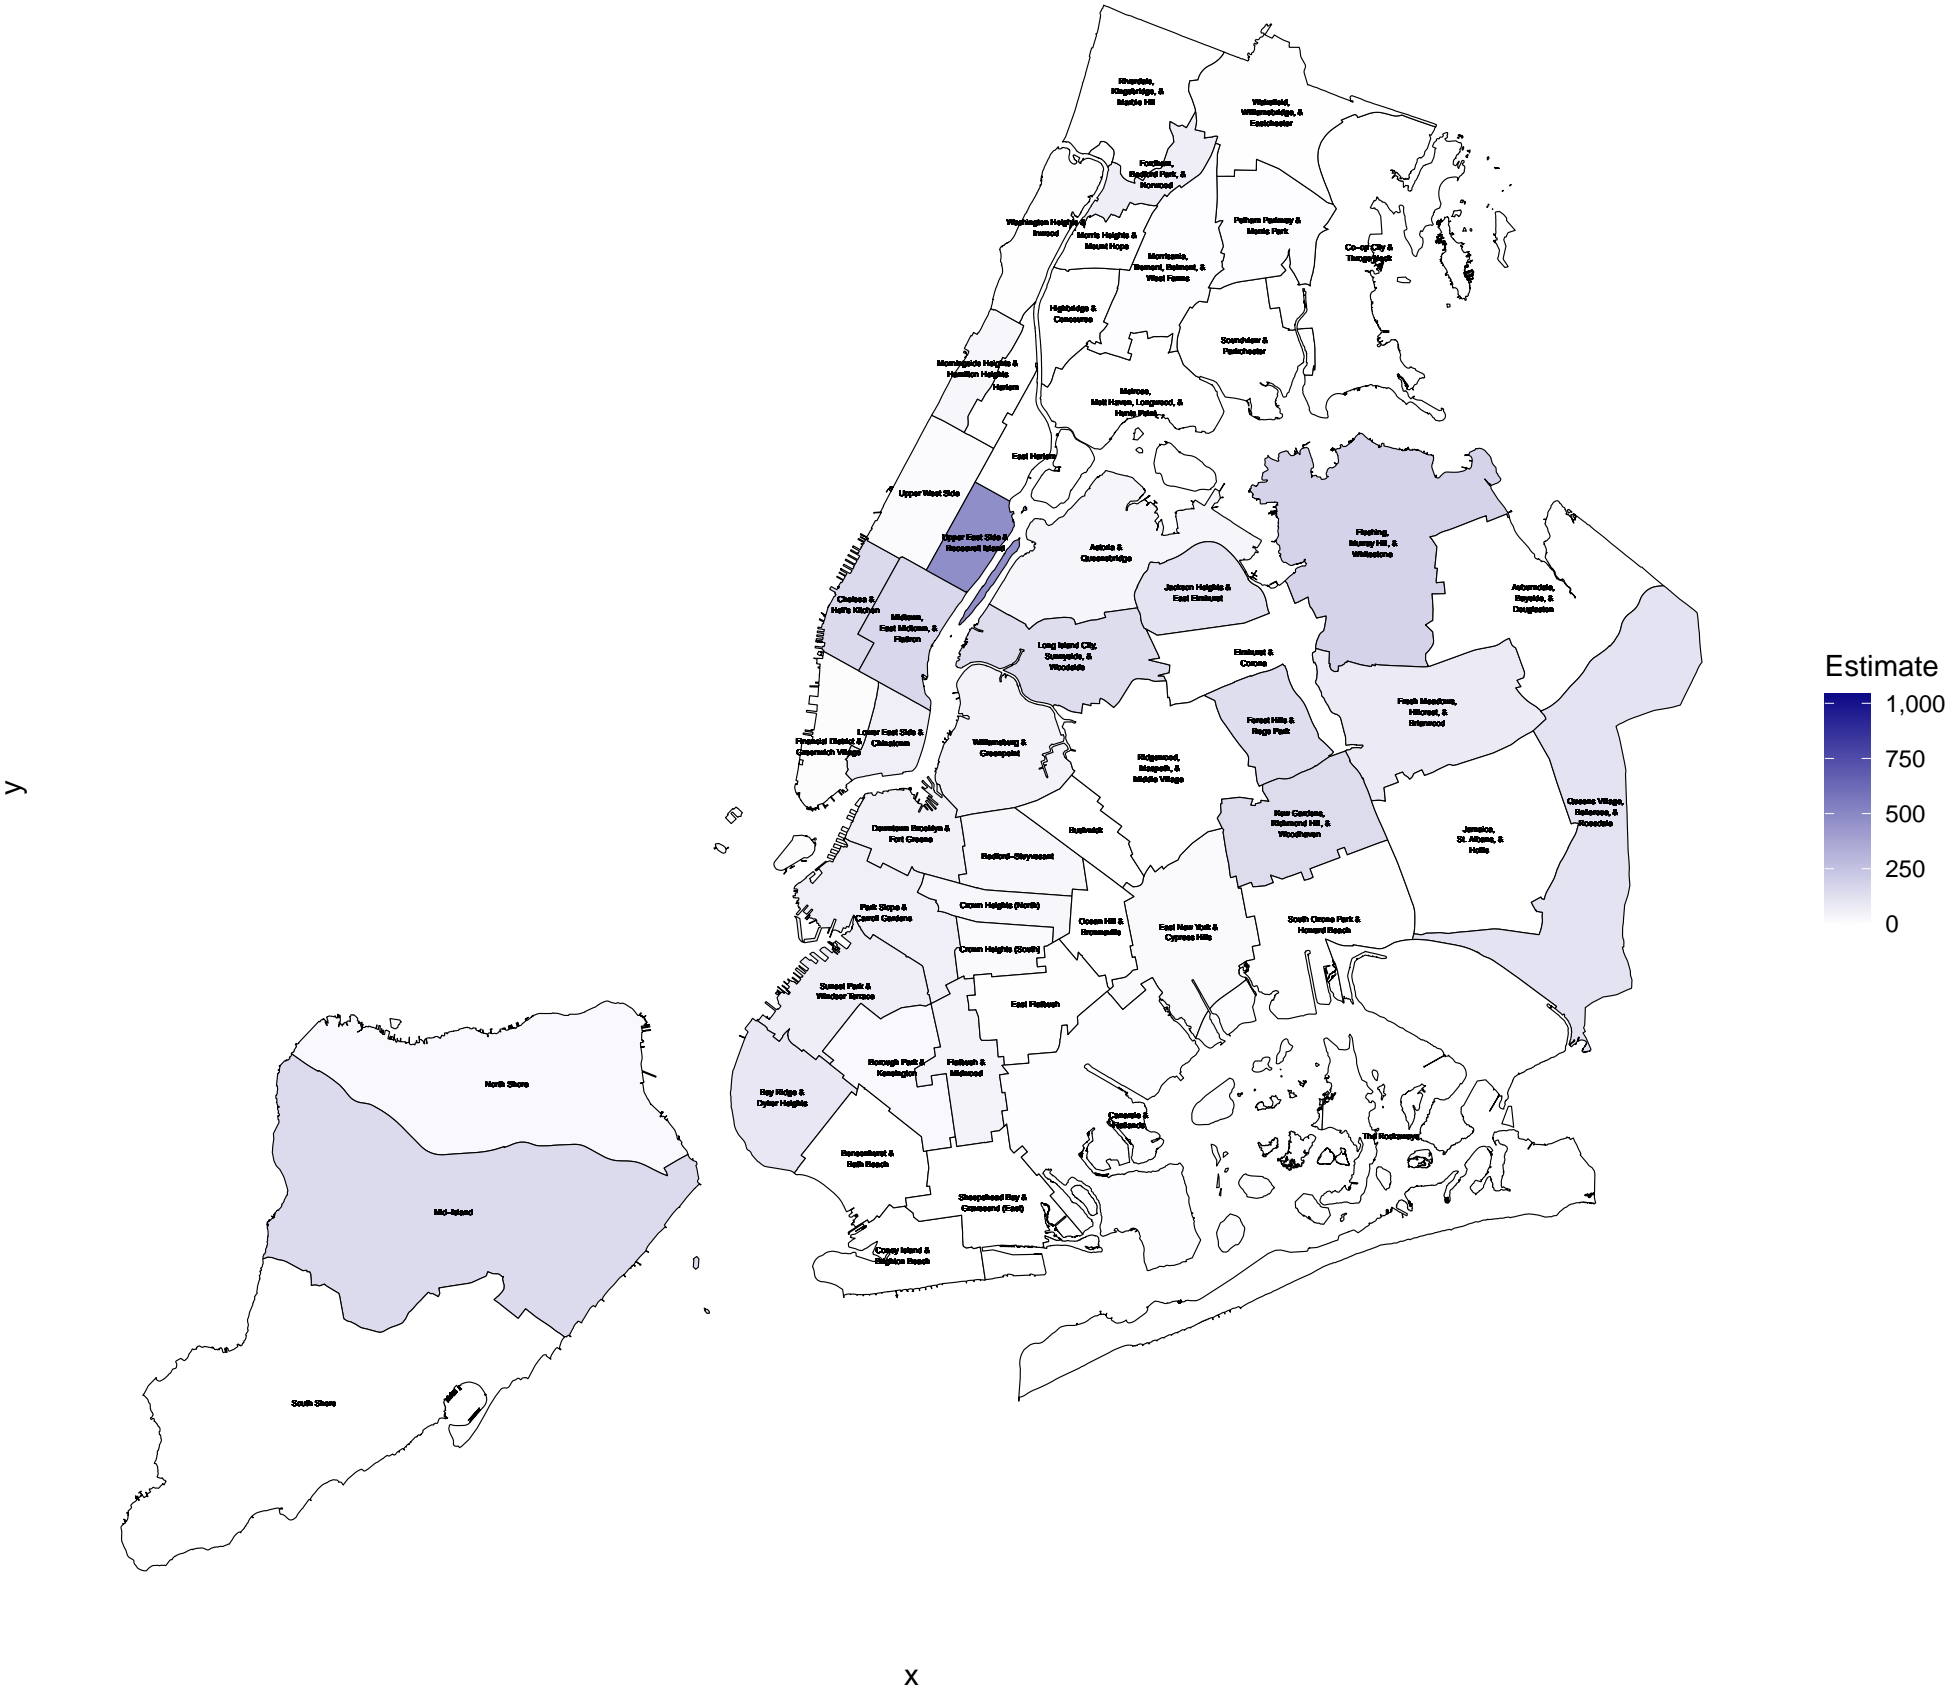 Riverdale,
Kingsbridge, &
Marble Hill
Wakefield,
Williamsbridge, &
Eastchester
Fordham,
Bedford Park, &
Norwood
Washington Heights &
Inwood
Morris Heights &
Mount Hope
Pelham Parkway &
Morris Park
Co-op City &
Throgs Neck
Morrisania,
Tremont, Belmont, &
West Farms
Highbridge &
Concourse
Soundview &
Parkchester
Morningside Heights &
Hamilton Heights
Harlem
Melrose,
Mott Haven, Longwood, &
Hunts Point
East Harlem
Upper West Side
Upper East Side &
Roosevelt Island
Astoria &
Queensbridge
Flushing,
Murray Hill, &
Whitestone
Jackson Heights &
East Elmhurst
Auburndale,
Bayside, &
Douglaston
Chelsea &
Hell's Kitchen
Midtown,
East Midtown, &
Flatiron
Long Island City,
Sunnyside, &
Woodside
Elmhurst &
Corona
Estimate
1,000
750
500
250
0
Fresh Meadows,
Hillcrest, &
Briarwood
Forest Hills &
Rego Park
Financial District &
Greenwich Village
Lower East Side &
Chinatown
Williamsburg &
Greenpoint
Ridgewood,
Maspeth, &
Middle Village
y
Queens Village,
Bellerose, &
Rosedale
Kew Gardens,
Richmond Hill, &
Woodhaven
Jamaica,
St. Albans, &
Hollis
Downtown Brooklyn &
Fort Greene
Bushwick
Bedford-Stuyvesant
Park Slope &
Carroll Gardens
Crown Heights (North)
Ocean Hill &
Brownsville
East New York &
Cypress Hills
South Ozone Park &
Howard Beach
Crown Heights (South)
Sunset Park &
Windsor Terrace
East Flatbush
Borough Park &
Kensington
Flatbush &
Midwood
North Shore
Bay Ridge &
Dyker Heights
Canarsie &
Flatlands
The Rockaways
Bensonhurst &
Bath Beach
Mid-Island
Sheepshead Bay &
Gravesend (East)
Coney Island &
Brighton Beach
South Shore
x